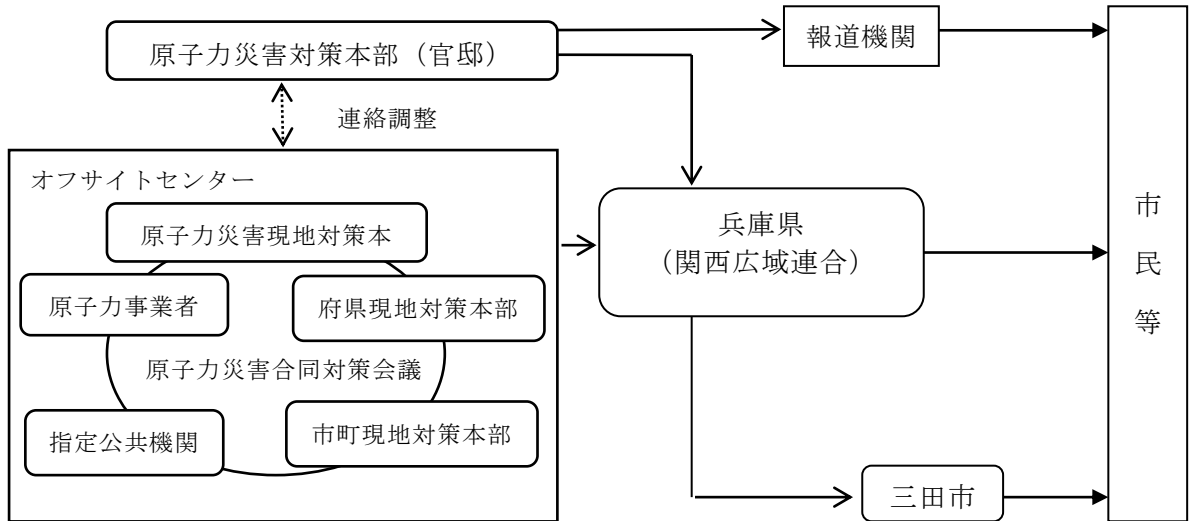 原子力災害対策本部（官邸）
報道機関
連絡調整
オフサイトセンター
原子力災害現地対策本
原子力事業者
府県現地対策本部
原子力災害合同対策会議
指定公共機関
市町現地対策本部
兵庫県
（関西広域連合）
三田市
市
民
等